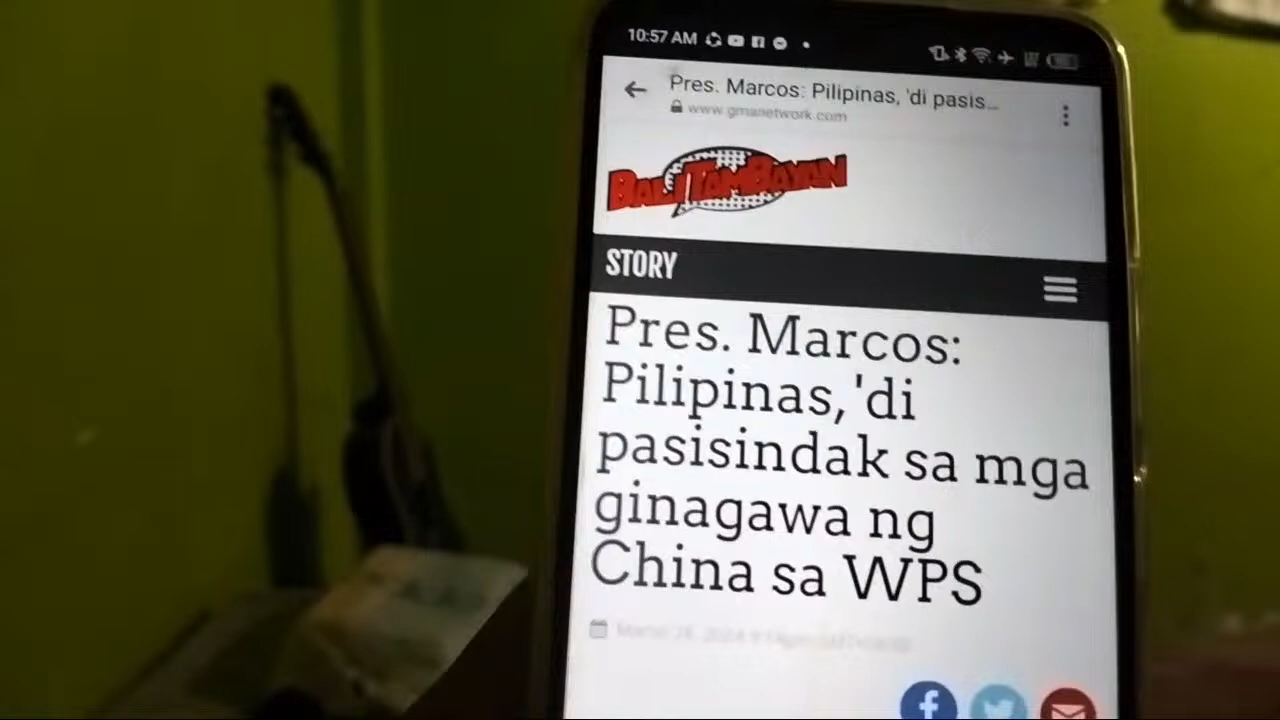 10:57 AM
Pres. Marcos: Pilipinas, 'di pasis...
www.gmanetwork.com
BALITAMBAYAN
STORY
Pres. Marcos:
Pilipinas, 'di
pasisindak sa mga
ginagawa ng
China sa WPS